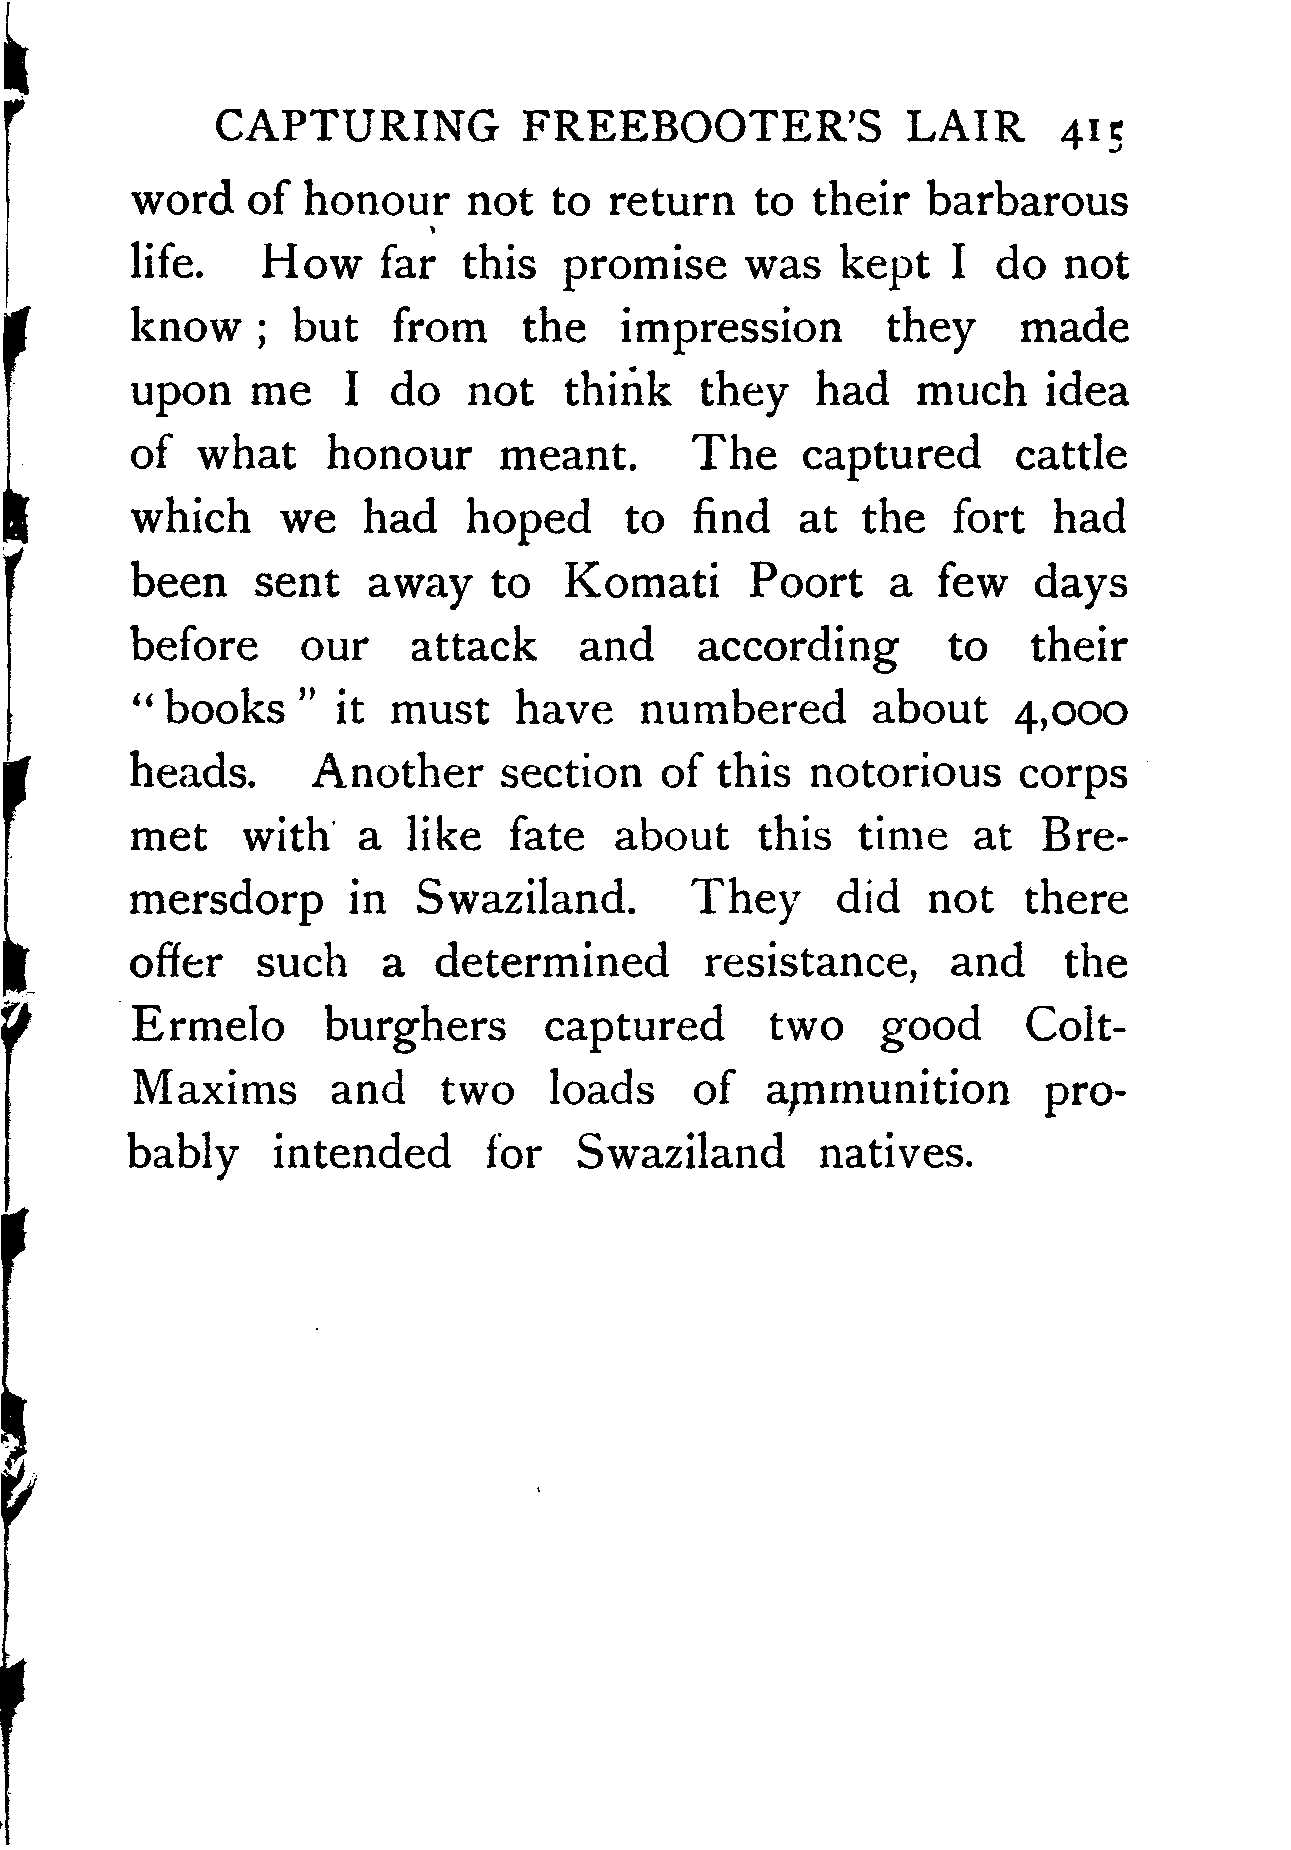 CAPTURING FREEBOOTER'S LAIR 415
word of honour not to return to their barbarous
life. How far this promise was kept I do not
know ; but from the impression they made
upon me I do not think they had much idea
of what honour meant. The captured cattle
which we had hoped to find at the fort had
been sent away to Komati Poort a few days
before our attack and according to their
“ books ” it must have numbered about 4,000
heads. Another section of this notorious corps
met with a like fate about this time at Bre-
mersdorp in Swaziland. They did not there
offer such a determined resistance, and the
Ermelo burghers captured two good Colt-
Maxims and two loads of ammunition pro-
bably intended for Swaziland natives.